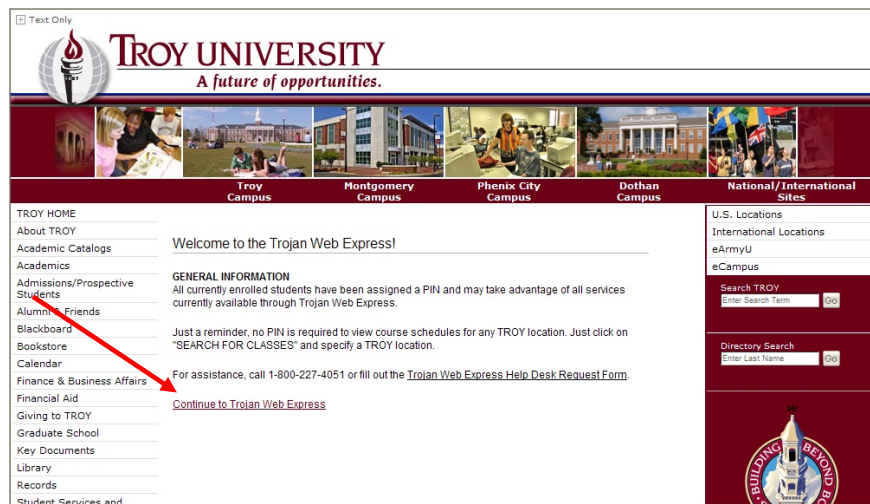 Text Only
TROY UNIVERSITY
A future of opportunities.
Troy Campus
Montgomery Campus
Phenix City Campus
Dothan Campus
National/International Sites
TROY HOME
About TROY
Academic Catalogs
Academics
Admissions/Prospective
Students
Alumni & Friends
Blackboard
Bookstore
Calendar
Finance & Business Affairs
Financial Aid
Giving to TROY
Graduate School
Key Documents
Library
Records
Student Services and
Welcome to the Trojan Web Express!
GENERAL INFORMATION
All currently enrolled students have been assigned a PIN and may take advantage of all services
currently available through Trojan Web Express.
Just a reminder, no PIN is required to view course schedules for any TROY location. Just click on
"SEARCH FOR CLASSES" and specify a TROY location.
For assistance, call 1-800-227-4051 or fill out the Trojan Web Express Help Desk Request Form.
Continue to Trojan Web Express
U.S. Locations
International Locations
eArmyU
eCampus
Search TROY
Enter Search Term Go
Directory Search
Enter Last Name Go
BUILDING BEYOND